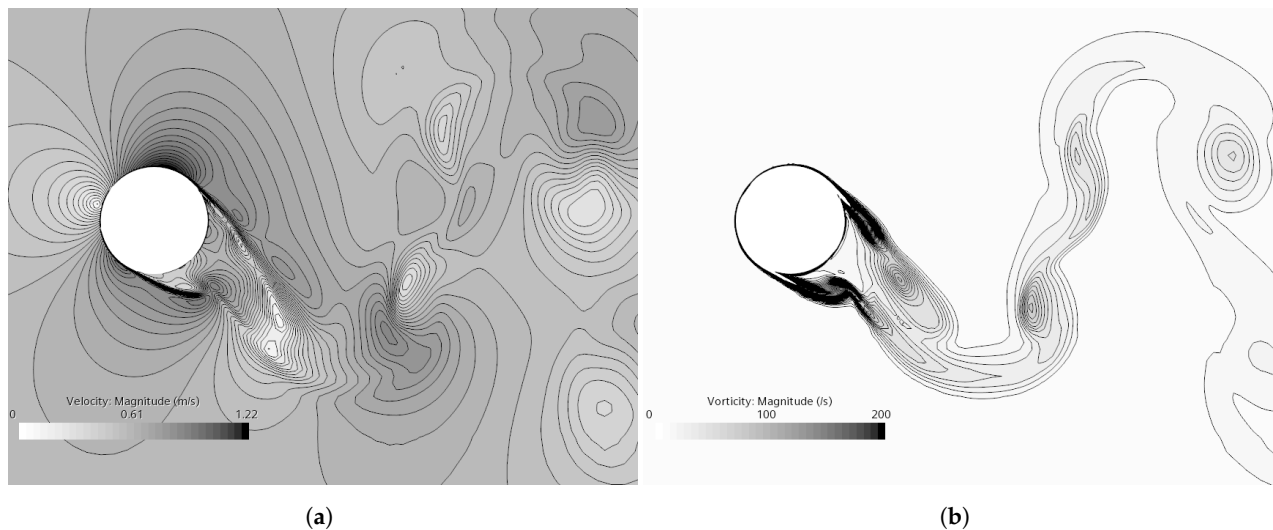 Velocity: Magnitude (m/s)
0 0.61 1.22
Vorticity: Magnitude (/s)
0 100 200
(a)
(b)